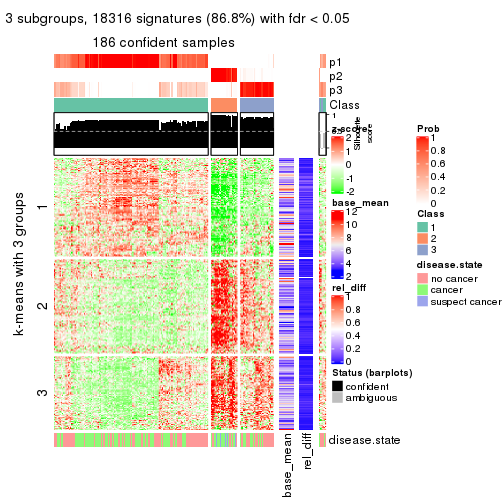 3 subgroups, 18316 signatures (86.8%) with fdr < 0.05
186 confident samples
p1
p2
p3
Class
1
Silhouette
score
k-means with 3 groups
1
2
3
base_mean
rel_diff
disease.state
z-score
2
1
0
-1
-2
base_mean
12
10
8
6
4
2
rel_diff
1
0.8
0.6
0.4
0.2
0
Status (barplots)
confident
ambiguous
Prob
1
0.8
0.6
0.4
0.2
0
Class
1
2
3
disease.state
no cancer
cancer
suspect cancer